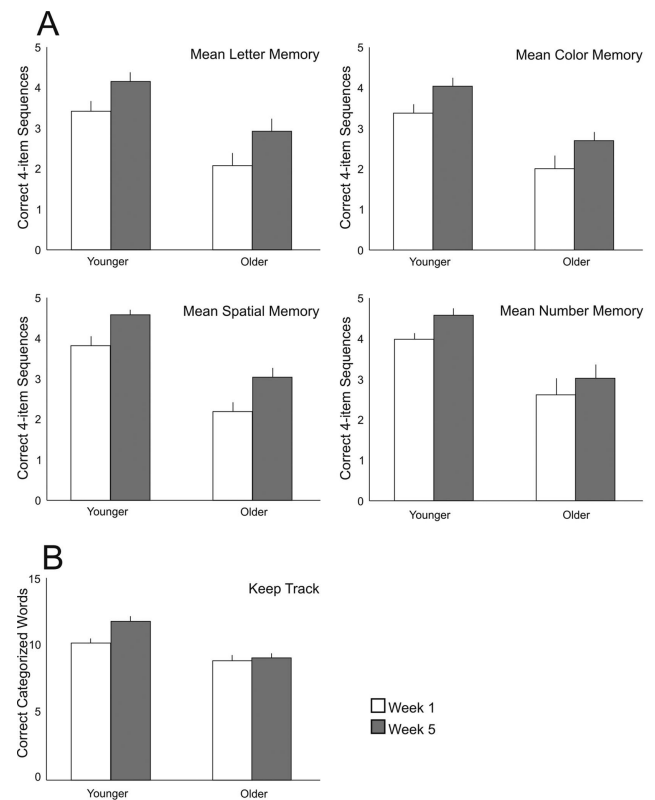 A
Mean Letter Memory
Correct 4-item Sequences
5
4
3
2
1
0
Younger
Older
Mean Color Memory
Correct 4-item Sequences
5
4
3
2
1
0
Younger
Older
Mean Spatial Memory
Correct 4-item Sequences
5
4
3
2
1
0
Younger
Older
Mean Number Memory
Correct 4-item Sequences
5
4
3
2
1
0
Younger
Older
B
Keep Track
Correct Categorized Words
15
10
5
0
Younger
Older
Week 1
Week 5